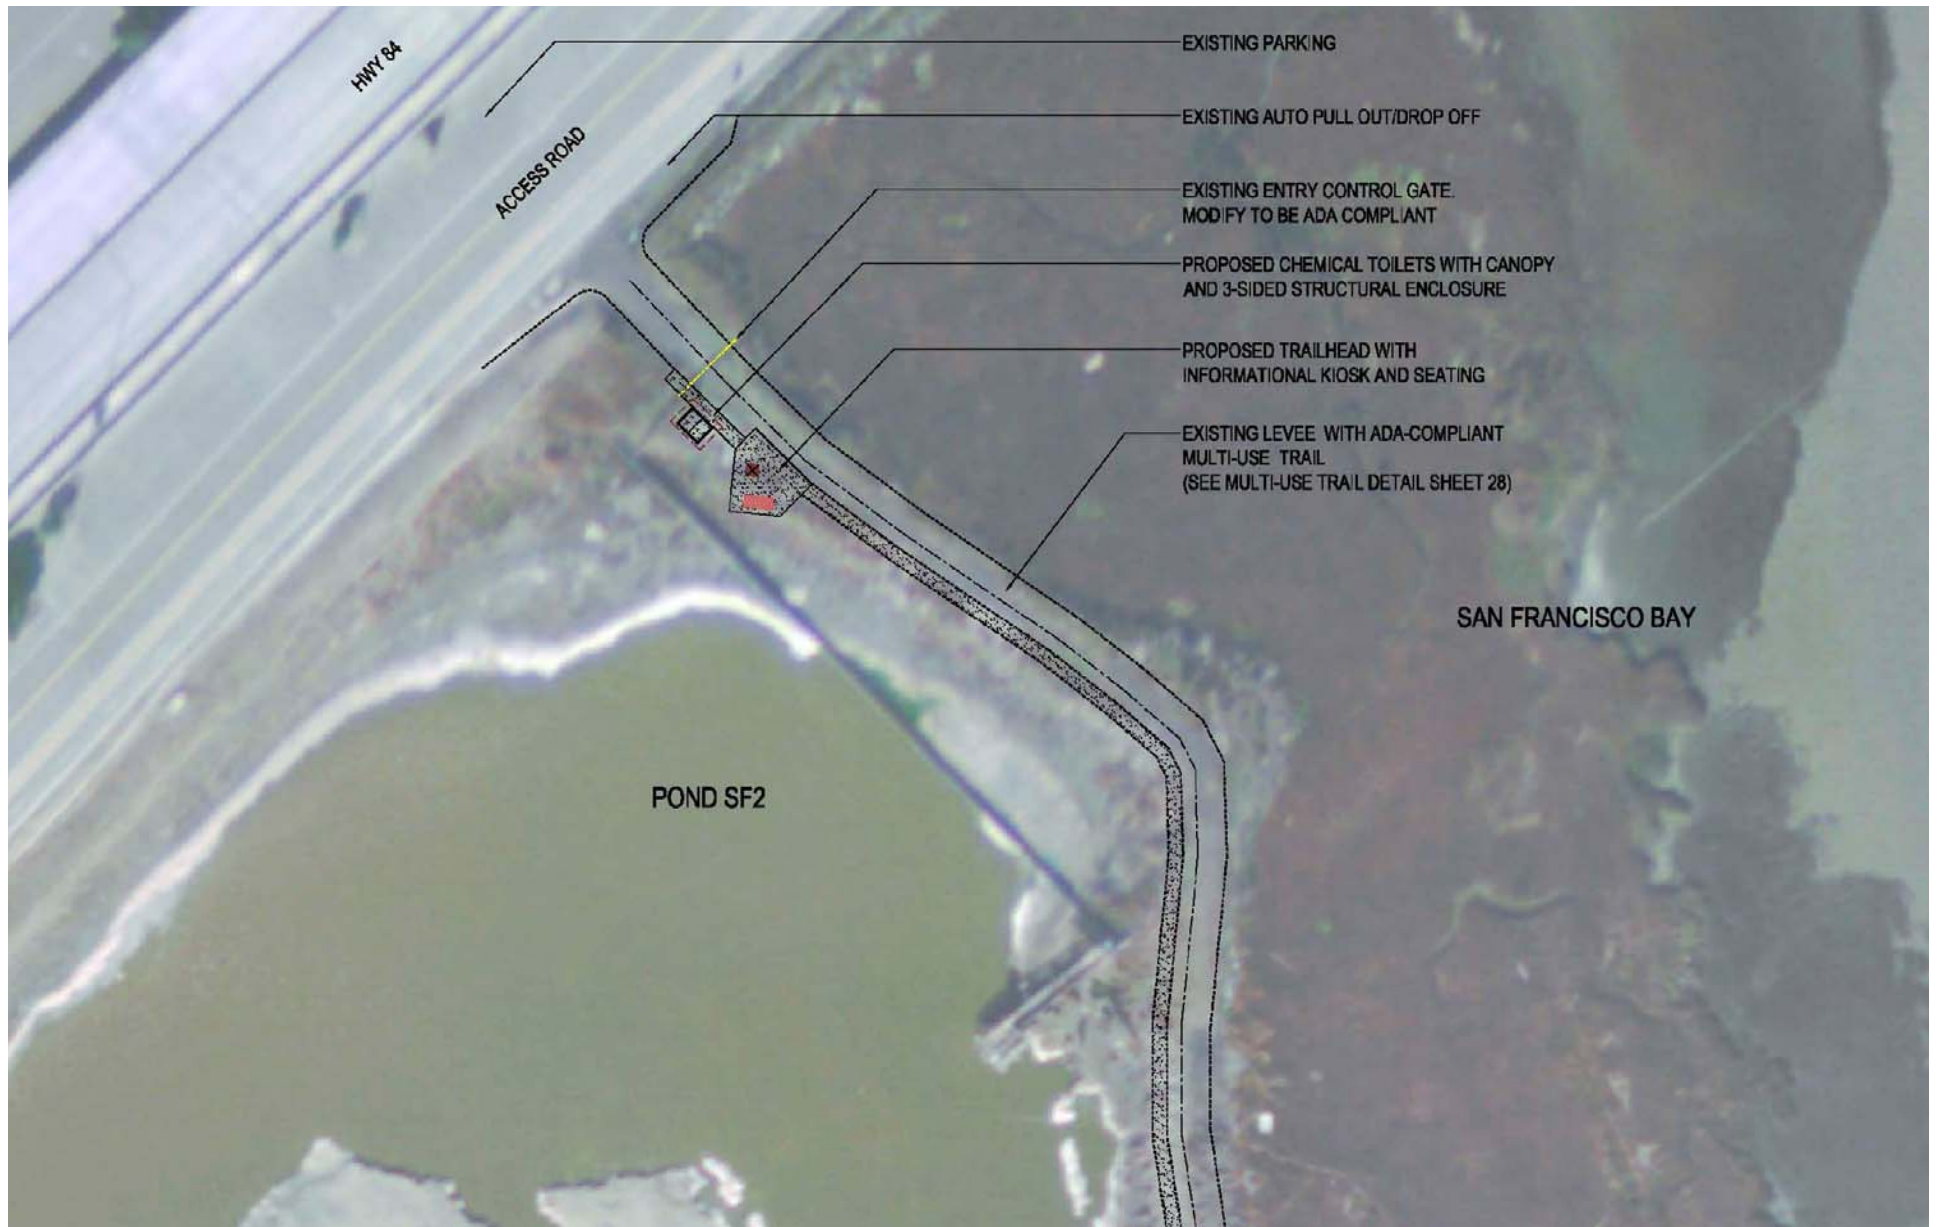 HWY 84
ACCESS ROAD
EXISTING PARKING
EXISTING AUTO PULL OUT/DROP OFF
EXISTING ENTRY CONTROL GATE.
MODIFY TO BE ADA COMPLIANT
PROPOSED CHEMICAL TOILETS WITH CANOPY
AND 3-SIDED STRUCTURAL ENCLOSURE
PROPOSED TRAILHEAD WITH
INFORMATIONAL KIOSK AND SEATING
EXISTING LEVEE WITH ADA-COMPLIANT
MULTI-USE TRAIL
(SEE MULTI-USE TRAIL DETAIL SHEET 28)
SAN FRANCISCO BAY
POND SF2